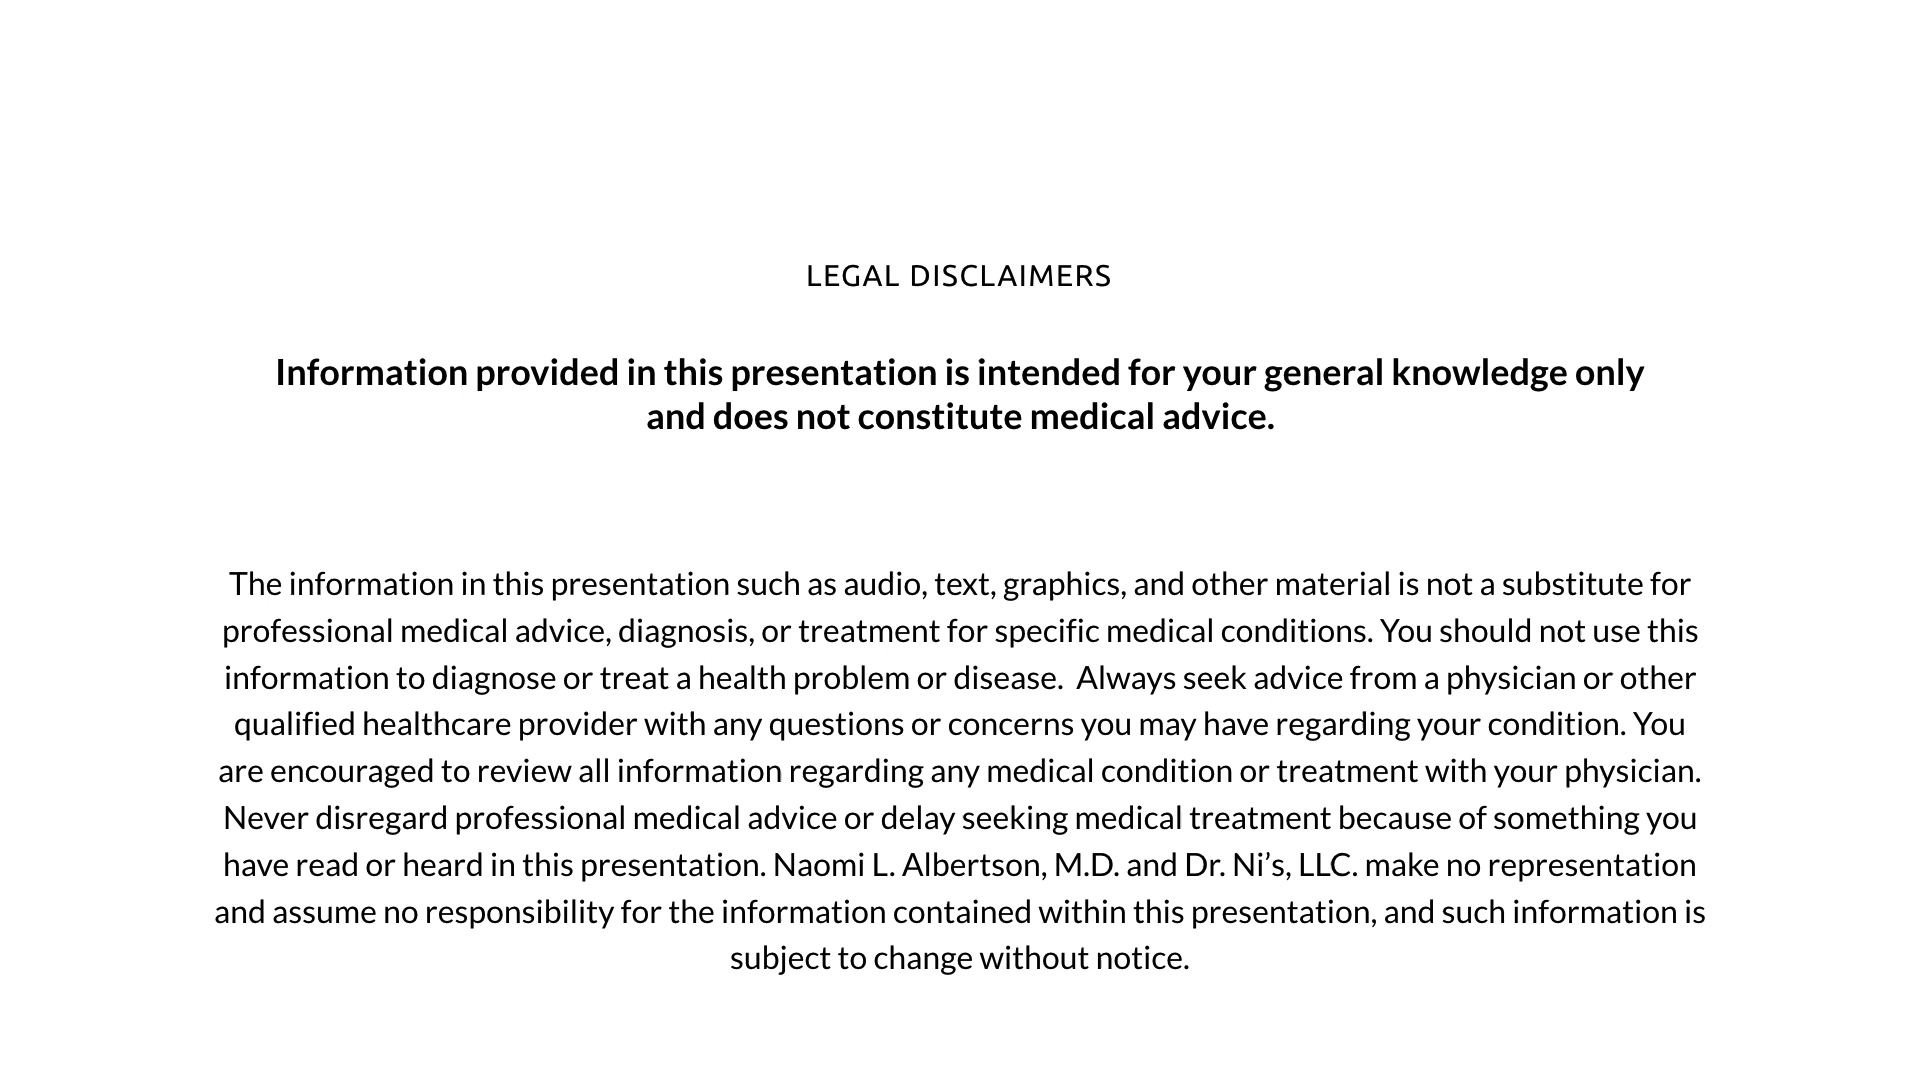 LEGAL DISCLAIMERS
Information provided in this presentation is intended for your general knowledge only
and does not constitute medical advice.
The information in this presentation such as audio, text, graphics, and other material is not a substitute for
professional medical advice, diagnosis, or treatment for specific medical conditions. You should not use this
information to diagnose or treat a health problem or disease.  Always seek advice from a physician or other
qualified healthcare provider with any questions or concerns you may have regarding your condition. You
are encouraged to review all information regarding any medical condition or treatment with your physician.
Never disregard professional medical advice or delay seeking medical treatment because of something you
have read or heard in this presentation. Naomi L. Albertson, M.D. and Dr. Ni’s, LLC. make no representation
and assume no responsibility for the information contained within this presentation, and such information is
subject to change without notice.